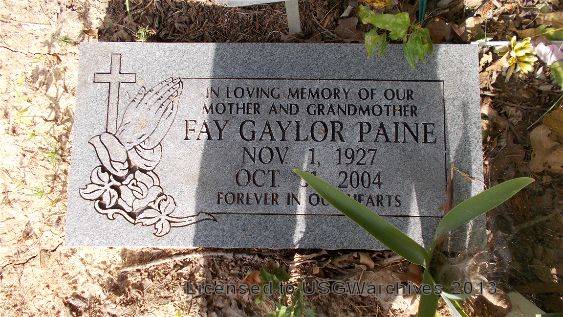 IN LOVING MEMORY OF OUR
MOTHER AND GRANDMOTHER
FAY GAYLOR PAINE
NOV. 1, 1927
OCT. 2004
FOREVER IN OUR HEARTS
Licensed to USGWarchives - 2013